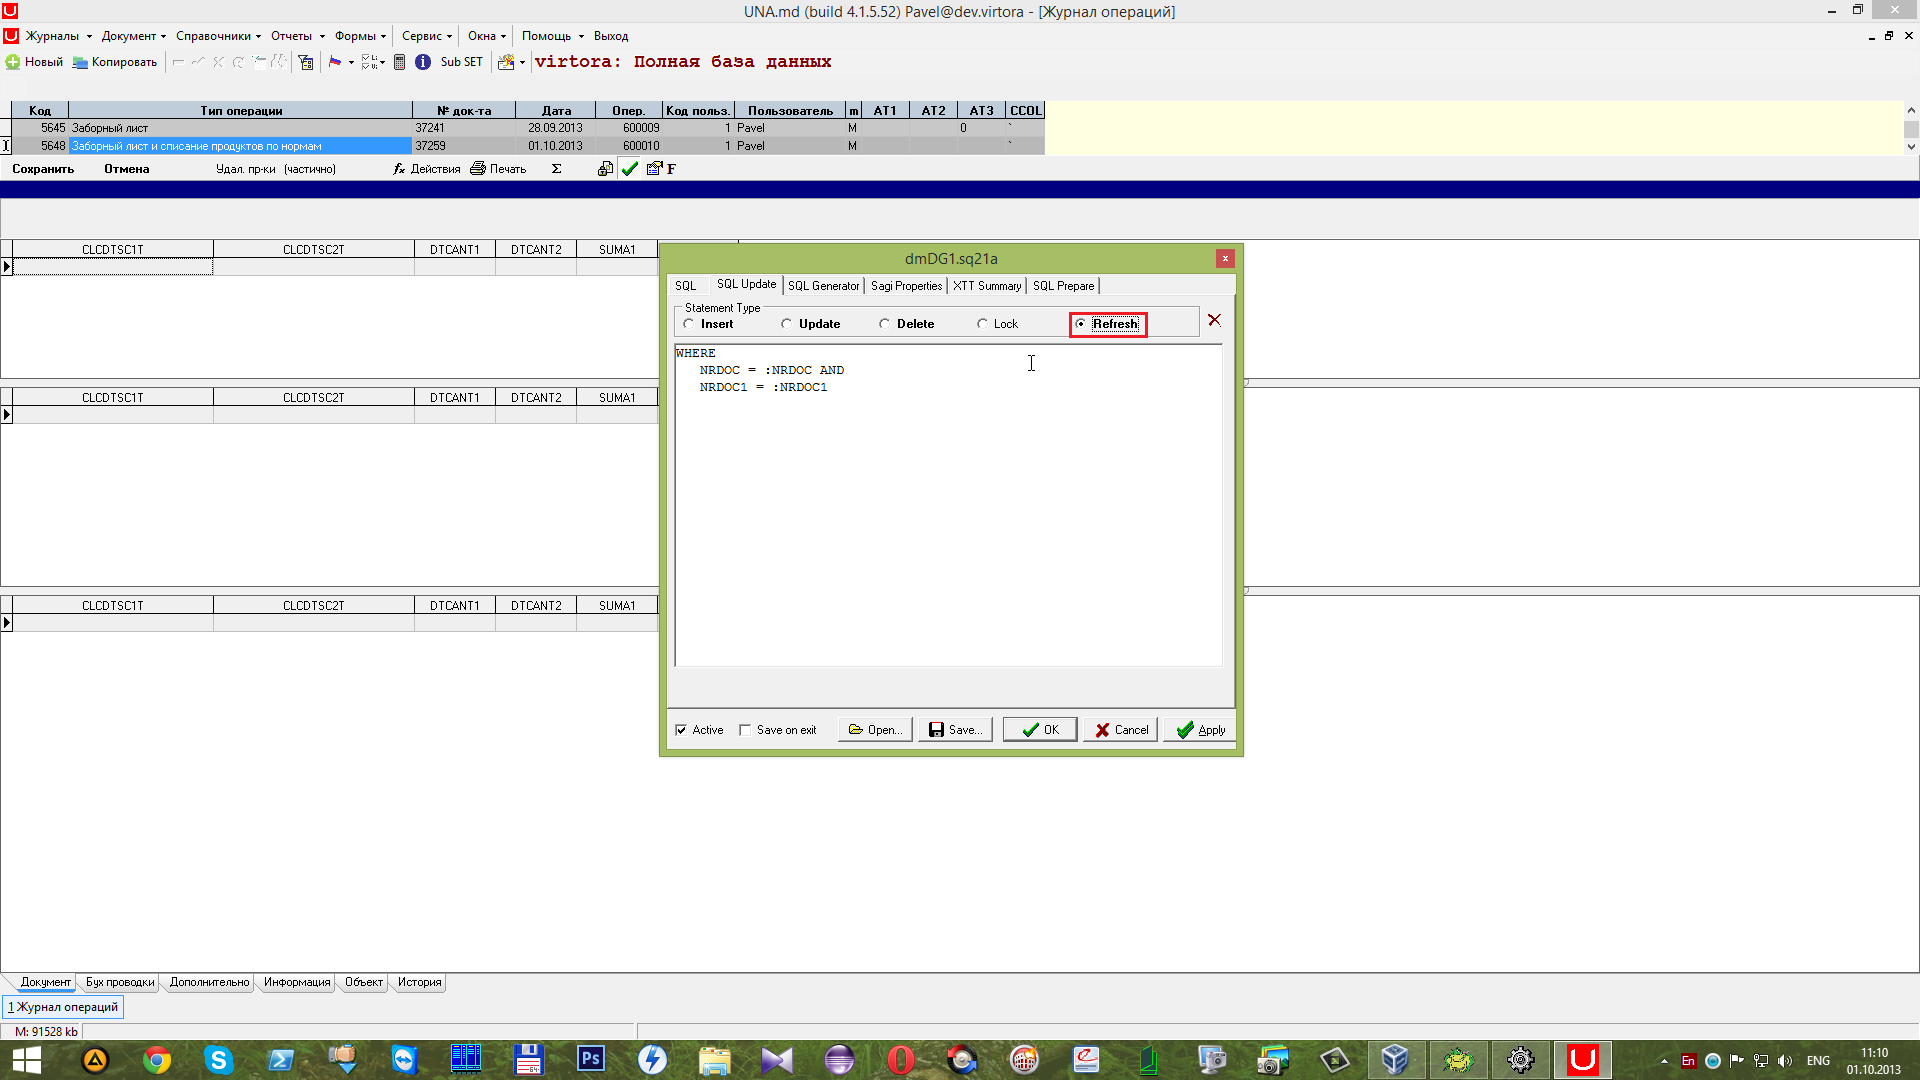 UNA.md (build 4.1.5.52) Pavel@dev.virtora - [Журнал операций]
Журналы Документ Справочники Отчеты Формы Сервис Окна Помощь Выход
Новый Копировать Sub SET virtora: Полная база данных
Код Тип операции № док-та Дата Опер. Код польз. Пользователь m AT1 AT2 AT3 CCOL
5645 Заборный лист 37241 28.09.2013 600009 1 Pavel M 0 `
5648 Заборный лист и списание продуктов по нормам 37259 01.10.2013 600010 1 Pavel M `
Сохранить Отмена Удал. пр-ки (частично) fx Действия Печать Σ F
CLCDTSC1T CLCDTSC2T DTCANT1 DTCANT2 SUMA1
dmDG1.sq21a
x
SQL SQL Update SQL Generator Sagi Properties XTT Summary SQL Prepare
Statement Type
Insert Update Delete Lock Refresh
WHERE
NRDOC = :NRDOC AND
NRDOC1 = :NRDOC1
CLCDTSC1T CLCDTSC2T DTCANT1 DTCANT2 SUMA1
CLCDTSC1T CLCDTSC2T DTCANT1 DTCANT2 SUMA1
Active Save on exit Open... Save... OK Cancel Apply
Документ Бух проводки Дополнительно Информация Объект История
1 Журнал операций
M: 91528 kb
Ps
64
En ENG 11:10
01.10.2013